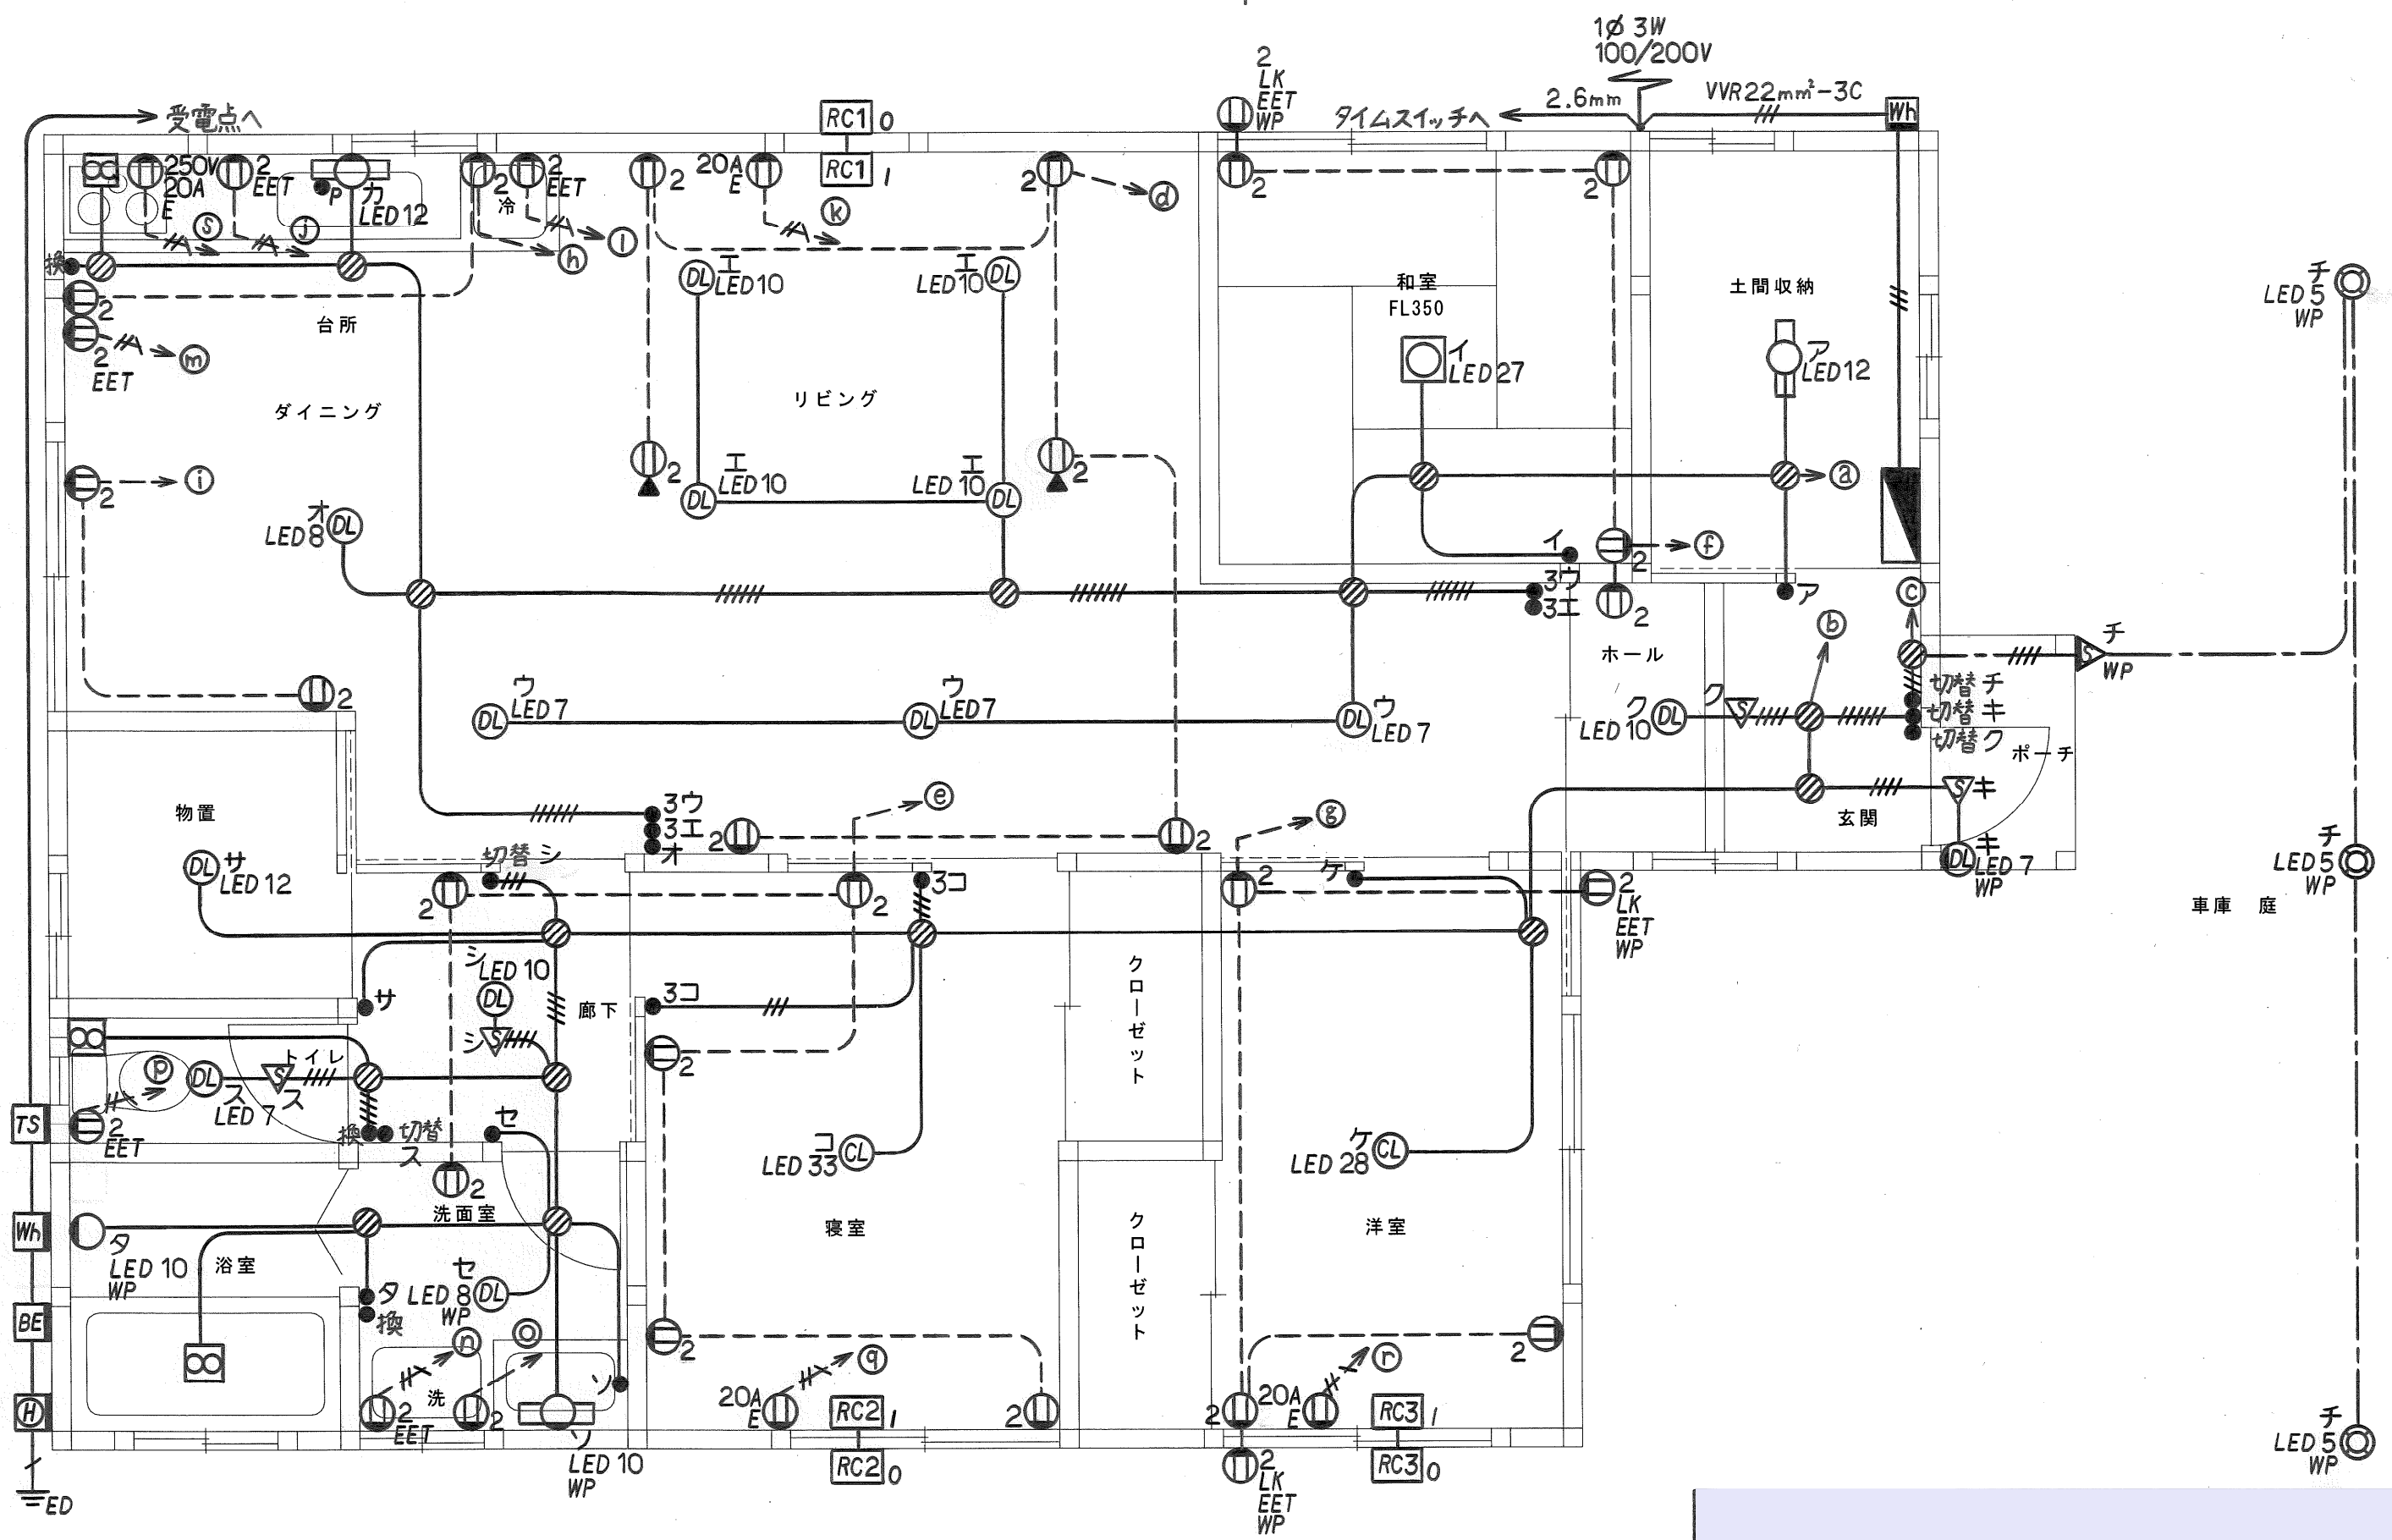 1φ 3W
100/200V
2.6mm
VVR22mm²-3C
タイムスイッチへ
Wh
受電点へ
RC1 O
RC1 I
2
LK
EET
WP
250V
20A
E
2
EET
P
カ
LED12
2
冷
2
EET
2
20A
E
2
d
2
2
s
j
h
l
k
換
2
2
EET
m
台所
エ
LED10
エ
LED10
和室
FL350
土間収納
チ
LED5
WP
イ
LED27
ア
LED12
ダイニング
リビング
2
i
オ
LED8
2
エ
LED10
エ
LED10
2
a
イ
2
f
3ウ
3エ
2
ア
c
b
ホール
チ
WP
切替チ
切替キ
切替ク
ク
LED10
ク
S
ポーチ
ウ
LED7
ウ
LED7
ウ
LED7
2
物置
サ
LED12
3ウ
3エ
オ
2
e
2
g
S
キ
玄関
キ
LED7
WP
チ
LED5
WP
車庫 庭
切替シ
2
2
3コ
2
ケ
2
LK
EET
WP
シ
LED10
サ
廊下
3コ
シ
S
クローゼット
トイレ
p
ス
LED7
S
ス
2
EET
2
換
切替
ス
セ
2
コ
LED33
CL
ケ
LED28
CL
TS
Wh
BE
H
ED
タ
LED10
WP
浴室
洗面室
寝室
クローゼット
洋室
セ
LED8
WP
タ
換
n
o
2
洗
2
EET
2
ソ
ソ
LED10
WP
q
20A
E
RC2 I
RC2 O
2
2
20A
E
r
RC3 I
RC3 O
2
2
LK
EET
WP
チ
LED5
WP